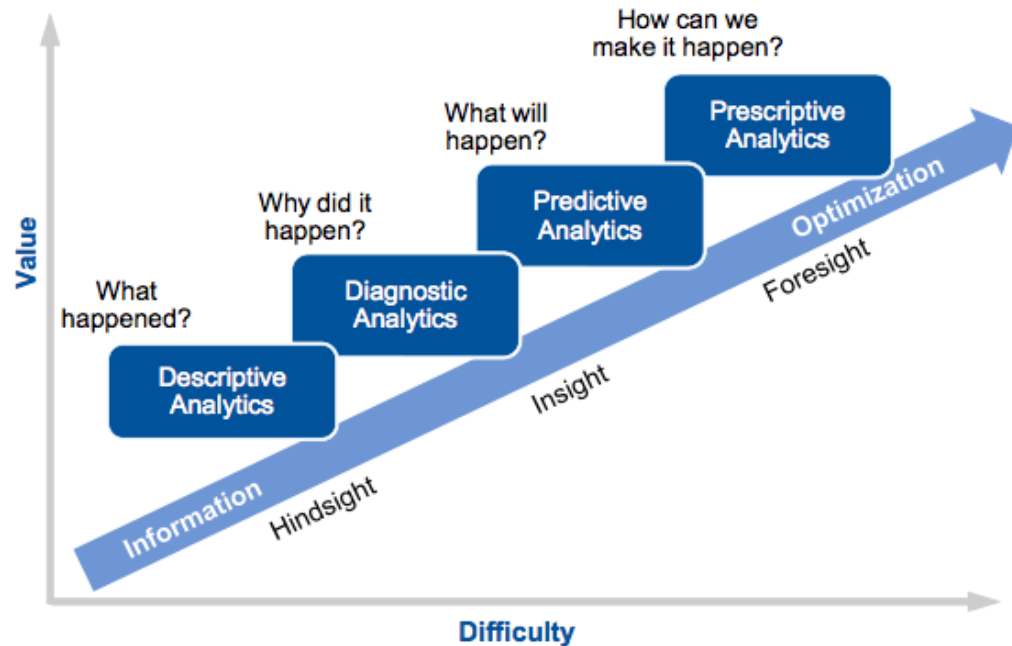 How can we
make it happen?
Prescriptive
Analytics
What will
happen?
Predictive
Analytics
Why did it
happen?
Diagnostic
Analytics
What
happened?
Descriptive
Analytics
Value
Information
Optimization
Hindsight
Insight
Foresight
Difficulty